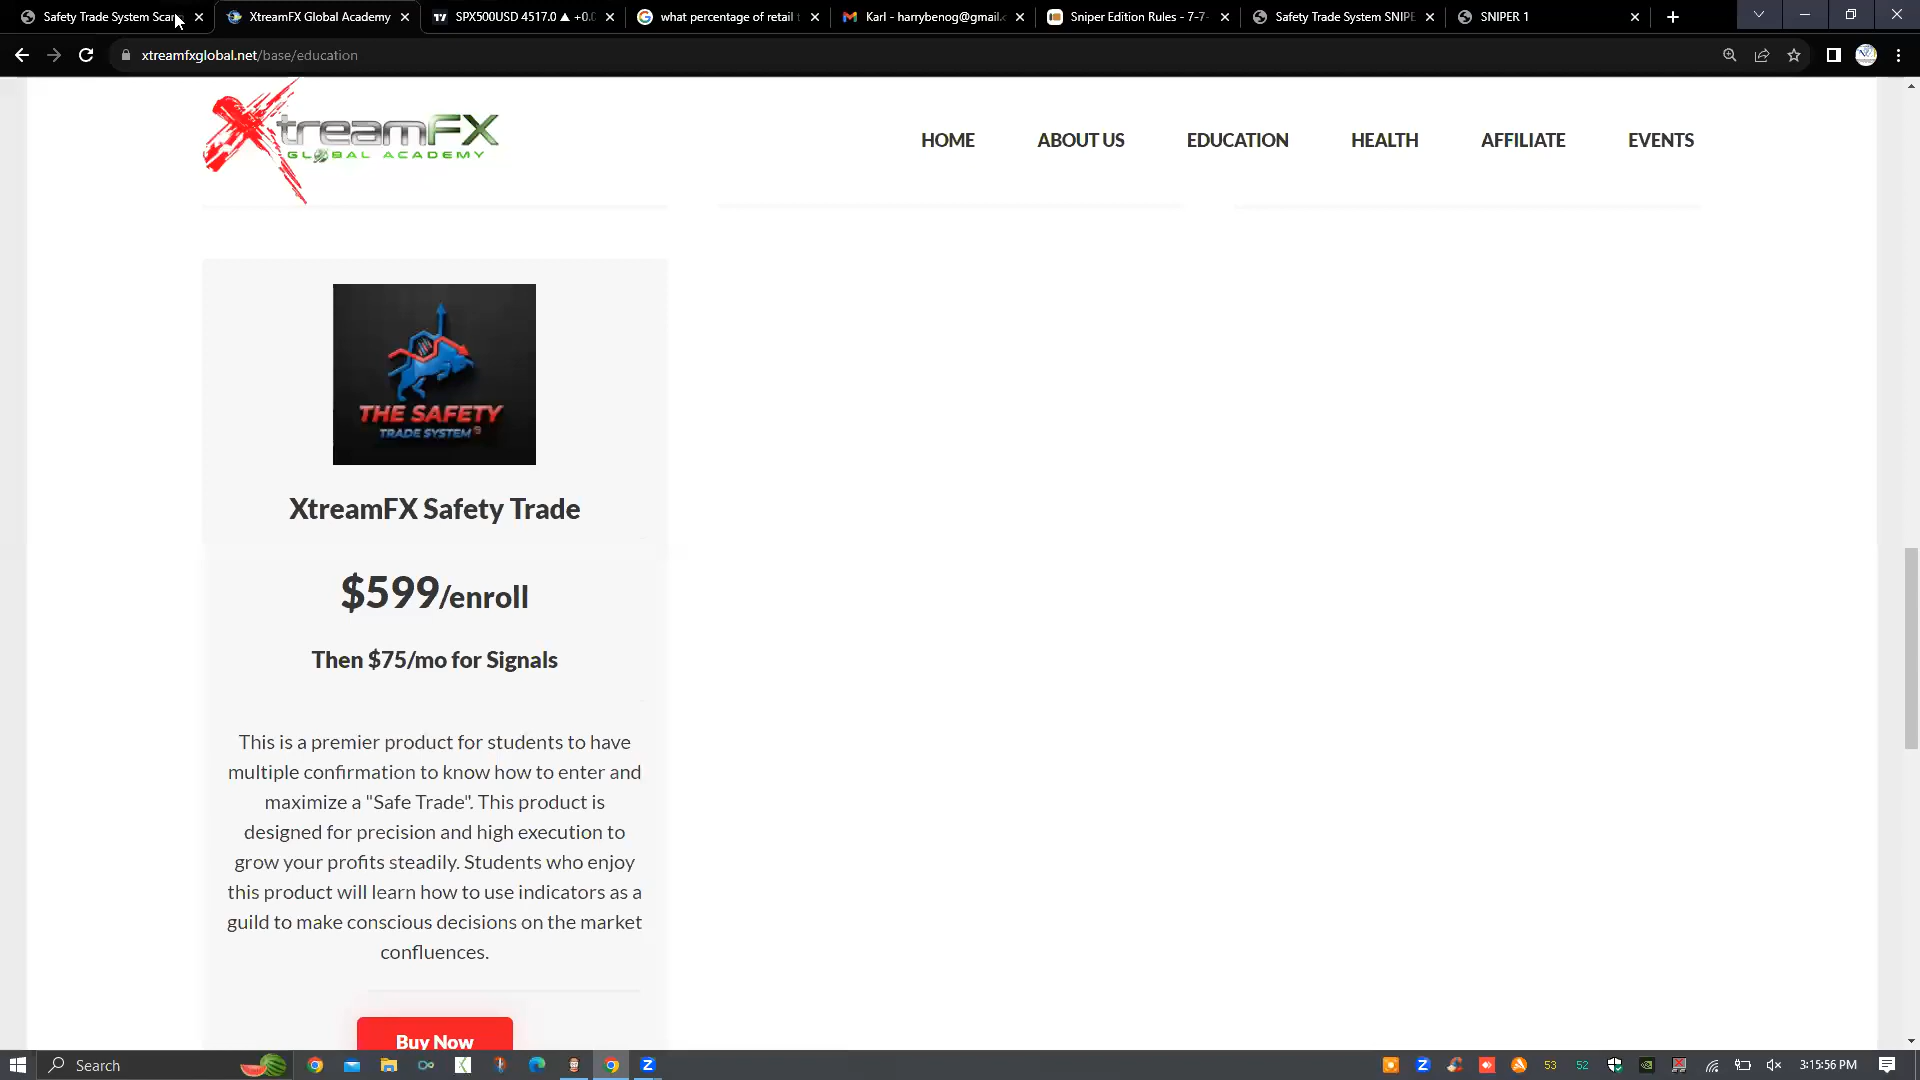 Safety Trade System Scan
XtreamFX Global Academy
SPX500USD 4517.0 ▲ +0.0
what percentage of retail t
Karl - harrybenog@gmail.c
Sniper Edition Rules - 7-7-
Safety Trade System SNIPE
SNIPER 1
xtreamfxglobal.net/base/education
XtreamFX
GLOBAL ACADEMY
HOME
ABOUT US
EDUCATION
HEALTH
AFFILIATE
EVENTS
THE SAFETY
TRADE SYSTEM
XtreamFX Safety Trade
$599/enroll
Then $75/mo for Signals
This is a premier product for students to have
multiple confirmation to know how to enter and
maximize a "Safe Trade". This product is
designed for precision and high execution to
grow your profits steadily. Students who enjoy
this product will learn how to use indicators as a
guild to make conscious decisions on the market
confluences.
Buy Now
Search
53
52
3:15:56 PM